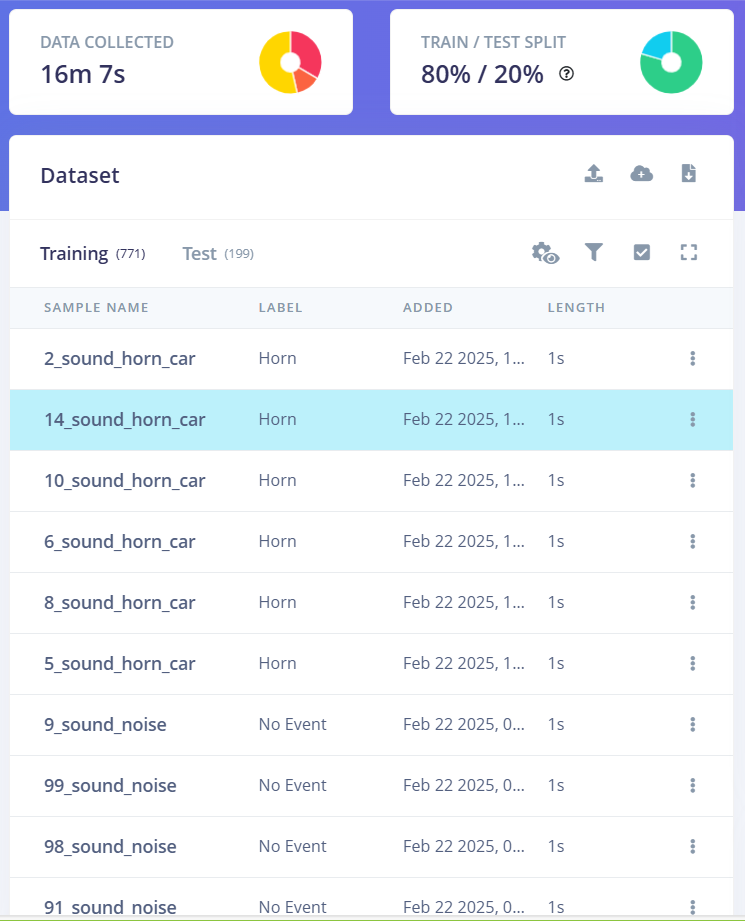 DATA COLLECTED
16m 7s
TRAIN / TEST SPLIT
80% / 20% ?
Dataset
Training (771) Test (199)
SAMPLE NAME LABEL ADDED LENGTH
2_sound_horn_car Horn Feb 22 2025, 1... 1s
14_sound_horn_car Horn Feb 22 2025, 1... 1s
10_sound_horn_car Horn Feb 22 2025, 1... 1s
6_sound_horn_car Horn Feb 22 2025, 1... 1s
8_sound_horn_car Horn Feb 22 2025, 1... 1s
5_sound_horn_car Horn Feb 22 2025, 1... 1s
9_sound_noise No Event Feb 22 2025, 0... 1s
99_sound_noise No Event Feb 22 2025, 0... 1s
98_sound_noise No Event Feb 22 2025, 0... 1s
91_sound_noise No Event Feb 22 2025, 0... 1s